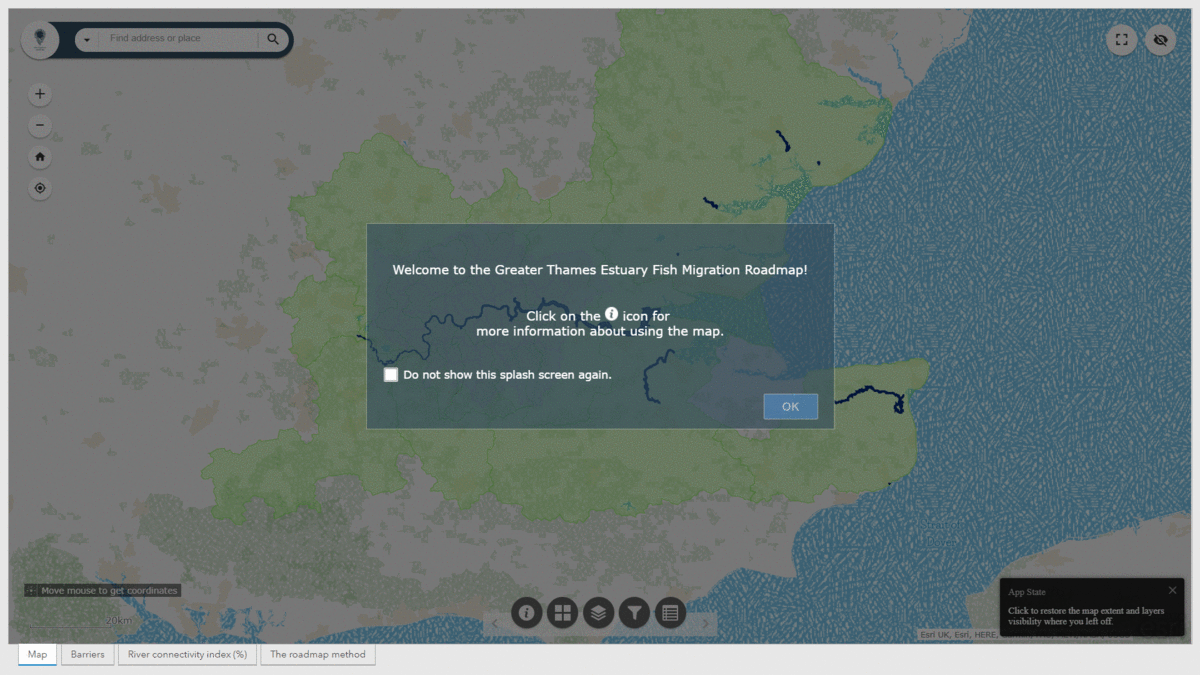 Find address or place
Welcome to the Greater Thames Estuary Fish Migration Roadmap!
Click on the i icon for
more information about using the map.
Do not show this splash screen again.
OK
Move mouse to get coordinates
20km
App State
Click to restore the map extent and layers
visibility where you left off.
Esri UK, Esri, HERE,
Map
Barriers
River connectivity index (%)
The roadmap method